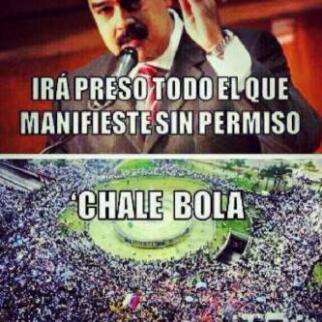 IRÁ PRESO TODO EL QUE
MANIFIESTE SIN PERMISO
'CHALE BOLA